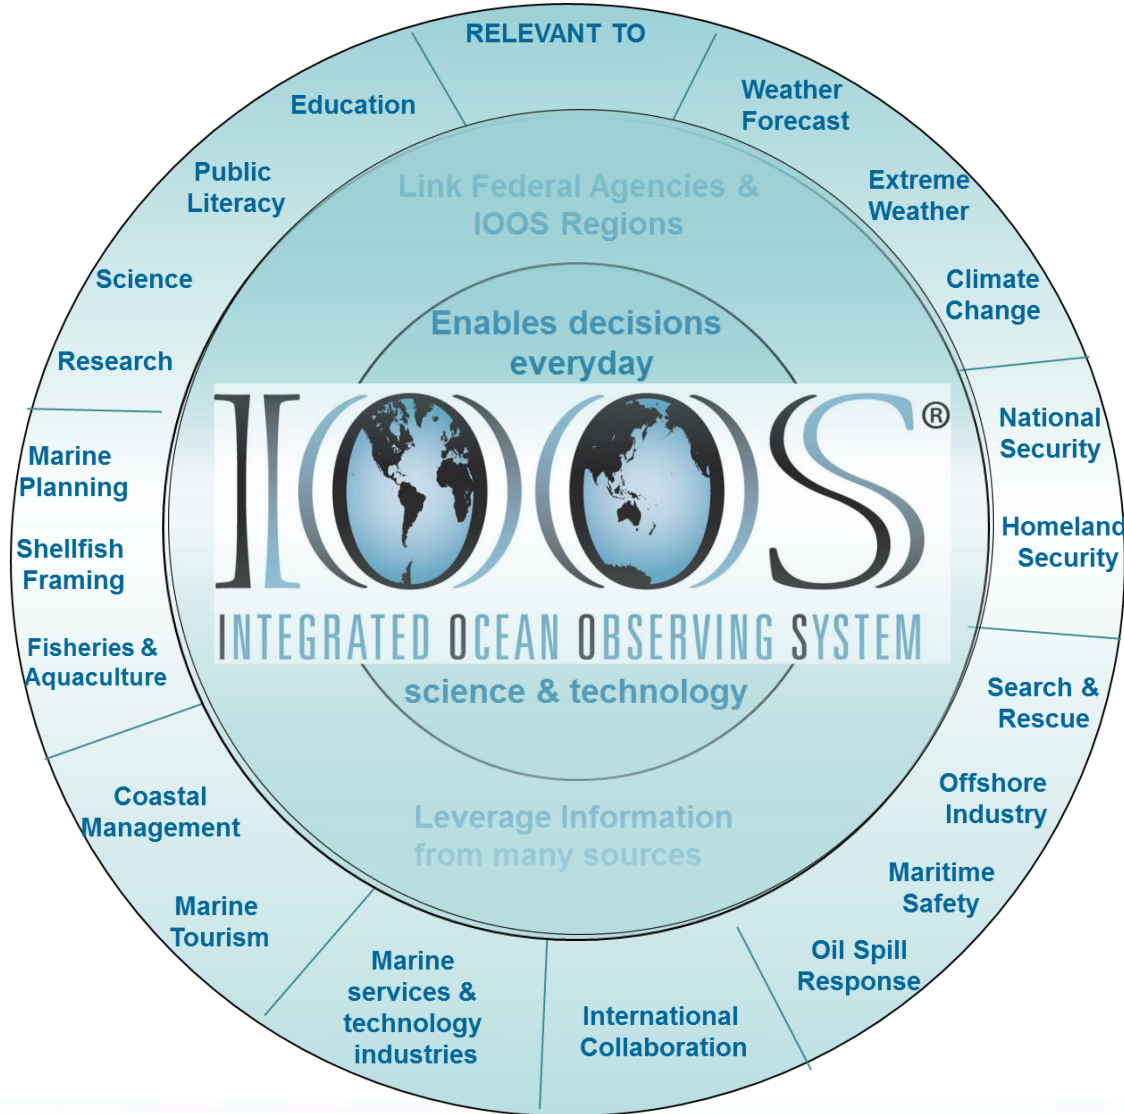 RELEVANT TO
Weather
Forecast
Extreme
Weather
Climate
Change
National
Security
Homeland
Security
Search &
Rescue
Offshore
Industry
Maritime
Safety
Oil Spill
Response
International
Collaboration
Marine
services &
technology
industries
Marine
Tourism
Coastal
Management
Fisheries &
Aquaculture
Shellfish
Framing
Marine
Planning
Research
Science
Public
Literacy
Education
Link Federal Agencies &
IOOS Regions
Enables decisions
everyday
IOOS®
INTEGRATED OCEAN OBSERVING SYSTEM
science & technology
Leverage Information
from many sources